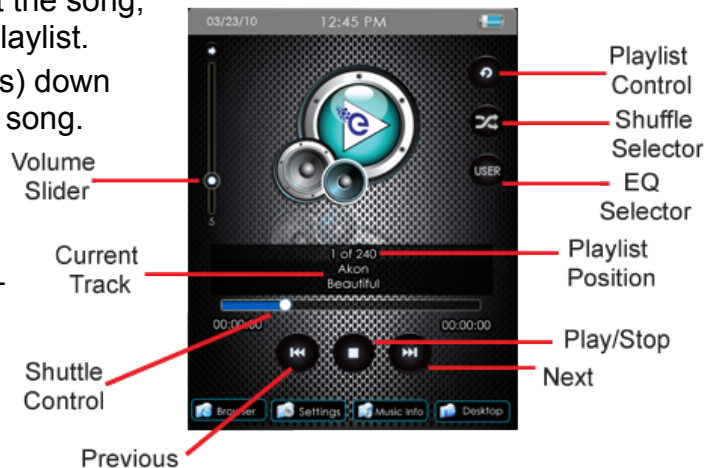 t the song,
laylist.
s) down
song.
03/23/10 12:45 PM
Playlist
Control
Shuffle
Selector
USER
EQ
Selector
Volume
Slider
5
1 of 240
Akon
Beautiful
Playlist
Position
Current
Track
00:00:00 00:00:00
Play/Stop
Next
Shuttle
Control
Browser Settings Music Info Desktop
Previous